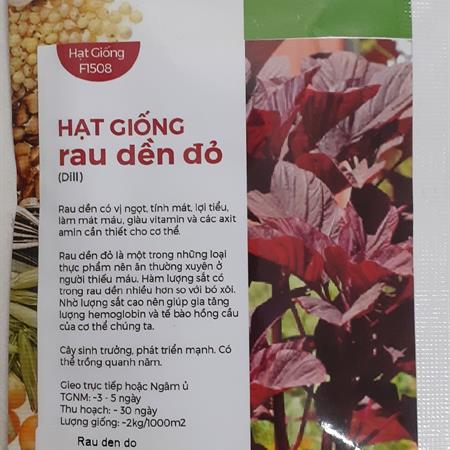 Hạt Giống
F1508
HẠT GIỐNG
rau dền đỏ
(Dill)
Rau dền có vị ngọt, tính mát, lợi tiểu,
làm mát máu, giàu vitamin và các axit
amin cần thiết cho cơ thể.
Rau dền đỏ là một trong những loại
thực phẩm nên ăn thường xuyên ở
người thiếu máu. Hàm lượng sắt có
trong rau dền nhiều hơn so với bó xôi.
Nhờ lượng sắt cao nên giúp gia tăng
lượng hemoglobin và tế bào hồng cầu
của cơ thể chúng ta.
Cây sinh trưởng, phát triển mạnh. Có
thể trồng quanh năm.
Gieo trực tiếp hoặc Ngâm ủ
TGNM: ~3 - 5 ngày
Thu hoạch: ~ 30 ngày
Lượng giống: ~2kg/1000m2
Rau den do